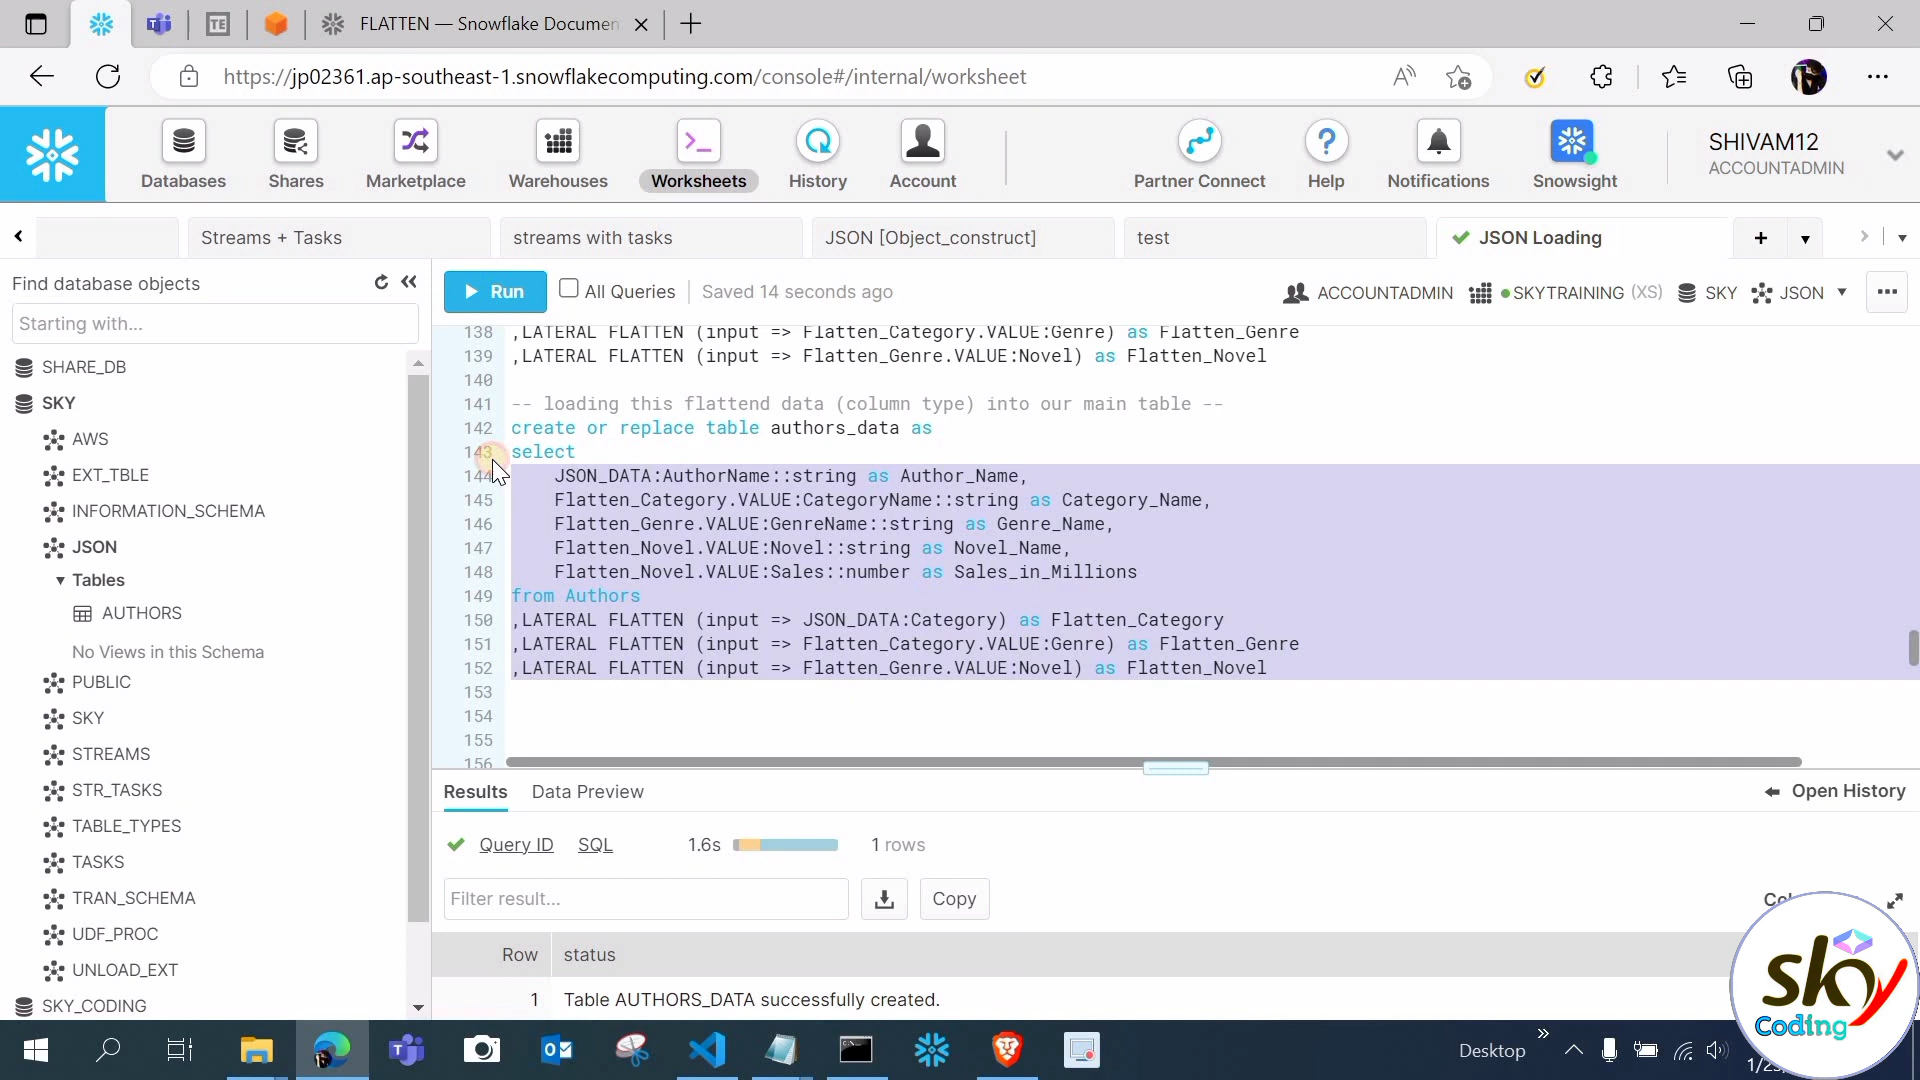 FLATTEN — Snowflake Documen
https://jp02361.ap-southeast-1.snowflakecomputing.com/console#/internal/worksheet
Databases
Shares
Marketplace
Warehouses
Worksheets
History
Account
Partner Connect
Help
Notifications
Snowsight
SHIVAM12
ACCOUNTADMIN
Streams + Tasks
streams with tasks
JSON [Object_construct]
test
JSON Loading
Find database objects
Starting with...
SHARE_DB
SKY
AWS
EXT_TBLE
INFORMATION_SCHEMA
JSON
Tables
AUTHORS
No Views in this Schema
PUBLIC
SKY
STREAMS
STR_TASKS
TABLE_TYPES
TASKS
TRAN_SCHEMA
UDF_PROC
UNLOAD_EXT
SKY_CODING
Run
All Queries
Saved 14 seconds ago
ACCOUNTADMIN
SKYTRAINING (XS)
SKY
JSON
138 ,LATERAL FLATTEN (input => Flatten_Category.VALUE:Genre) as Flatten_Genre
139 ,LATERAL FLATTEN (input => Flatten_Genre.VALUE:Novel) as Flatten_Novel
140
141 -- loading this flattend data (column type) into our main table --
142 create or replace table authors_data as
143 select
144 JSON_DATA:AuthorName::string as Author_Name,
145 Flatten_Category.VALUE:CategoryName::string as Category_Name,
146 Flatten_Genre.VALUE:GenreName::string as Genre_Name,
147 Flatten_Novel.VALUE:Novel::string as Novel_Name,
148 Flatten_Novel.VALUE:Sales::number as Sales_in_Millions
149 from Authors
150 ,LATERAL FLATTEN (input => JSON_DATA:Category) as Flatten_Category
151 ,LATERAL FLATTEN (input => Flatten_Category.VALUE:Genre) as Flatten_Genre
152 ,LATERAL FLATTEN (input => Flatten_Genre.VALUE:Novel) as Flatten_Novel
153
154
155
156
Results
Data Preview
Open History
Query ID
SQL
1.6s
1 rows
Filter result...
Copy
Row
status
1
Table AUTHORS_DATA successfully created.
sky
Coding
Desktop